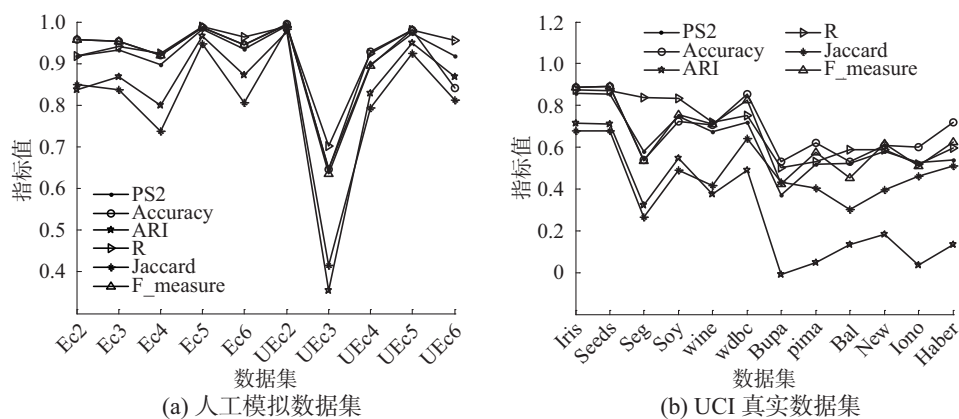 1.0
0.9
0.8
0.7
0.6
0.5
0.4
指标值
PS2
Accuracy
ARI
R
Jaccard
F_measure
Ec2
Ec3
Ec4
Ec5
Ec6
UEc2
UEc3
UEc4
UEc5
UEc6
数据集
(a) 人工模拟数据集
1.2
1.0
0.8
0.6
0.4
0.2
0
指标值
PS2
Accuracy
ARI
R
Jaccard
F_measure
Iris
Seeds
Seg
Soy
wine
wdbc
Bupa
pima
Bal
New
Iono
Haber
数据集
(b) UCI 真实数据集